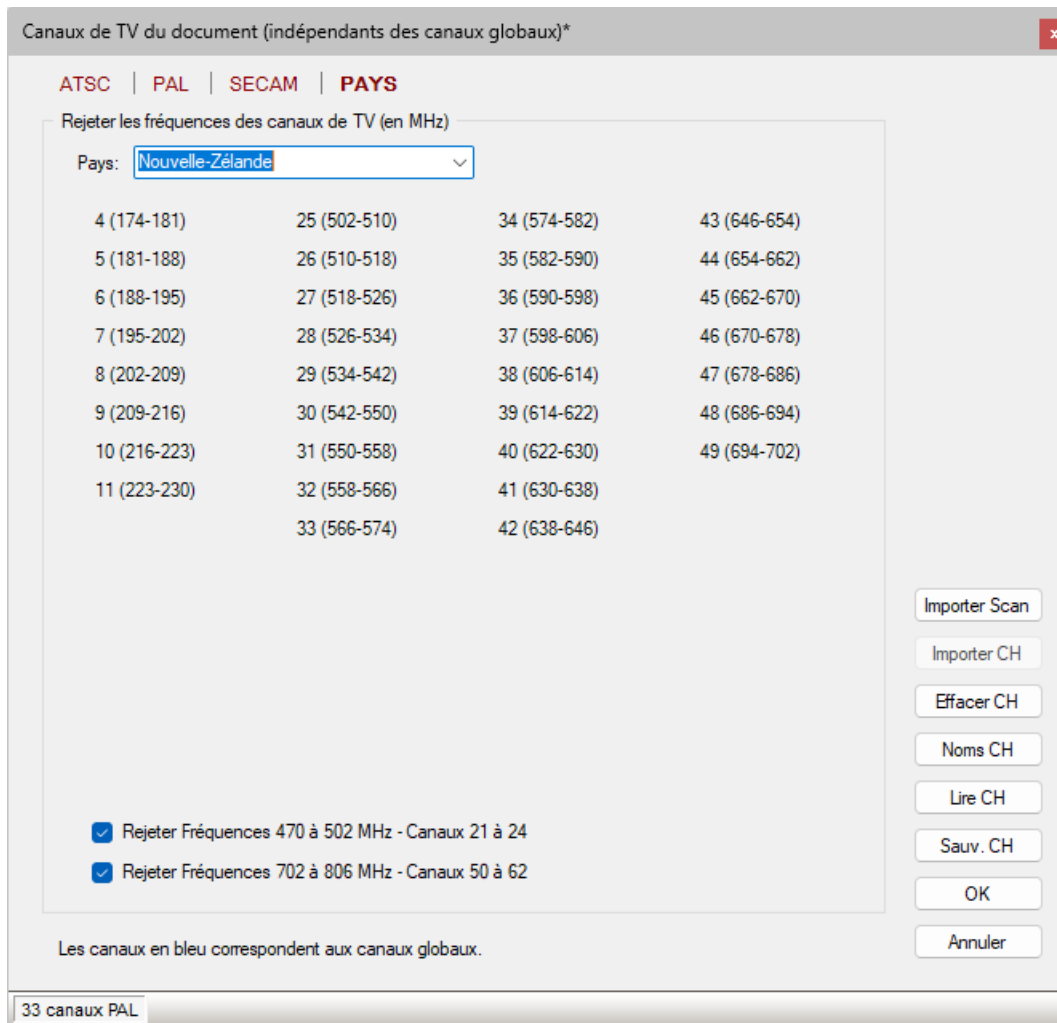 Canaux de TV du document (indépendants des canaux globaux)*
x
ATSC | PAL | SECAM | PAYS
Rejeter les fréquences des canaux de TV (en MHz)
Pays: Nouvelle-Zélande
4 (174-181) 25 (502-510) 34 (574-582) 43 (646-654)
5 (181-188) 26 (510-518) 35 (582-590) 44 (654-662)
6 (188-195) 27 (518-526) 36 (590-598) 45 (662-670)
7 (195-202) 28 (526-534) 37 (598-606) 46 (670-678)
8 (202-209) 29 (534-542) 38 (606-614) 47 (678-686)
9 (209-216) 30 (542-550) 39 (614-622) 48 (686-694)
10 (216-223) 31 (550-558) 40 (622-630) 49 (694-702)
11 (223-230) 32 (558-566) 41 (630-638)
33 (566-574) 42 (638-646)
Importer Scan
Importer CH
Effacer CH
Noms CH
Lire CH
Sauv. CH
OK
Annuler
Rejeter Fréquences 470 à 502 MHz - Canaux 21 à 24
Rejeter Fréquences 702 à 806 MHz - Canaux 50 à 62
Les canaux en bleu correspondent aux canaux globaux.
33 canaux PAL